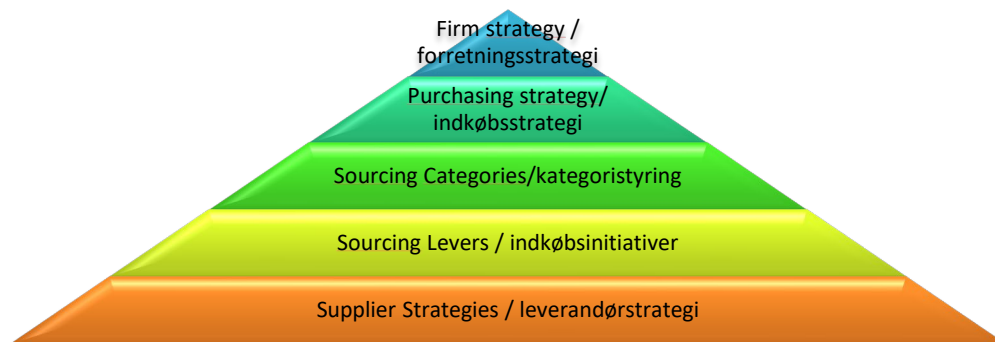 Firm strategy /
forretningsstrategi
Purchasing strategy/
indkøbsstrategi
Sourcing Categories/kategoristyring
Sourcing Levers / indkøbsinitiativer
Supplier Strategies / leverandørstrategi